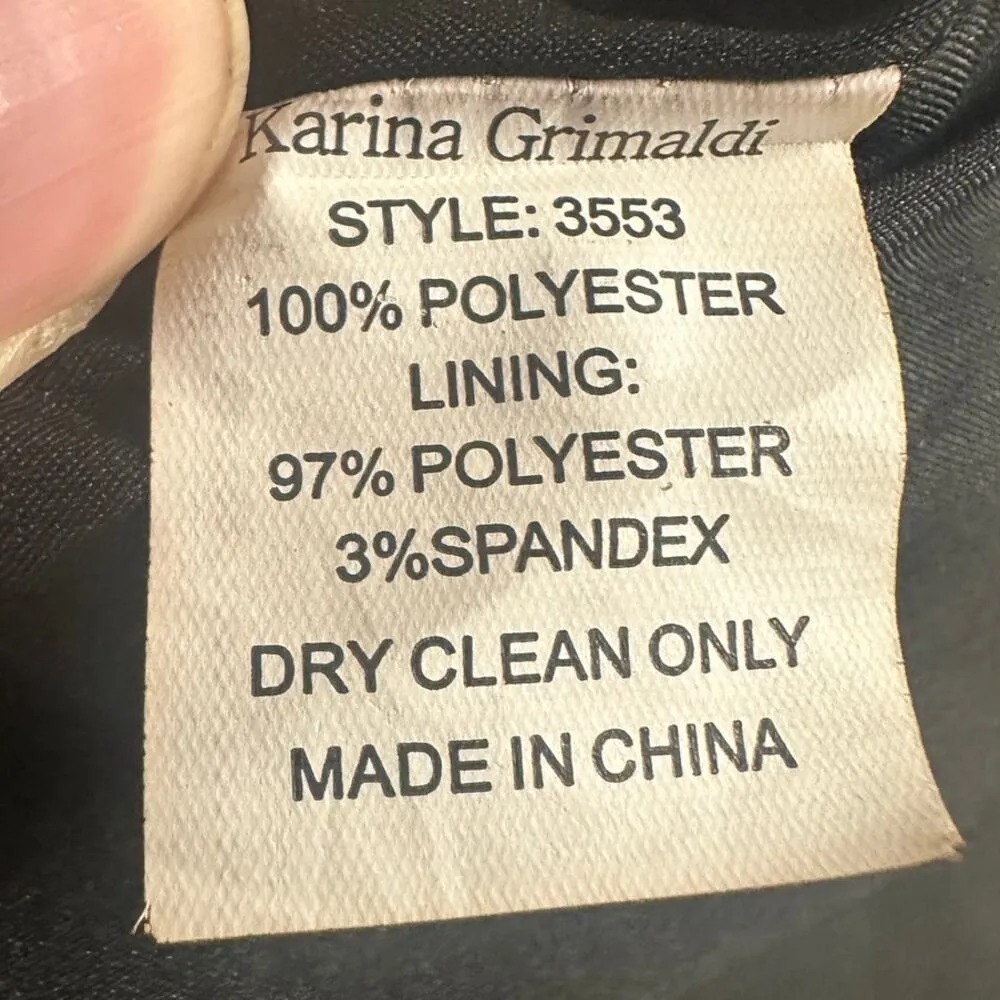 Karina Grimaldi
STYLE: 3553
100% POLYESTER
LINING:
97% POLYESTER
3%SPANDEX
DRY CLEAN ONLY
MADE IN CHINA